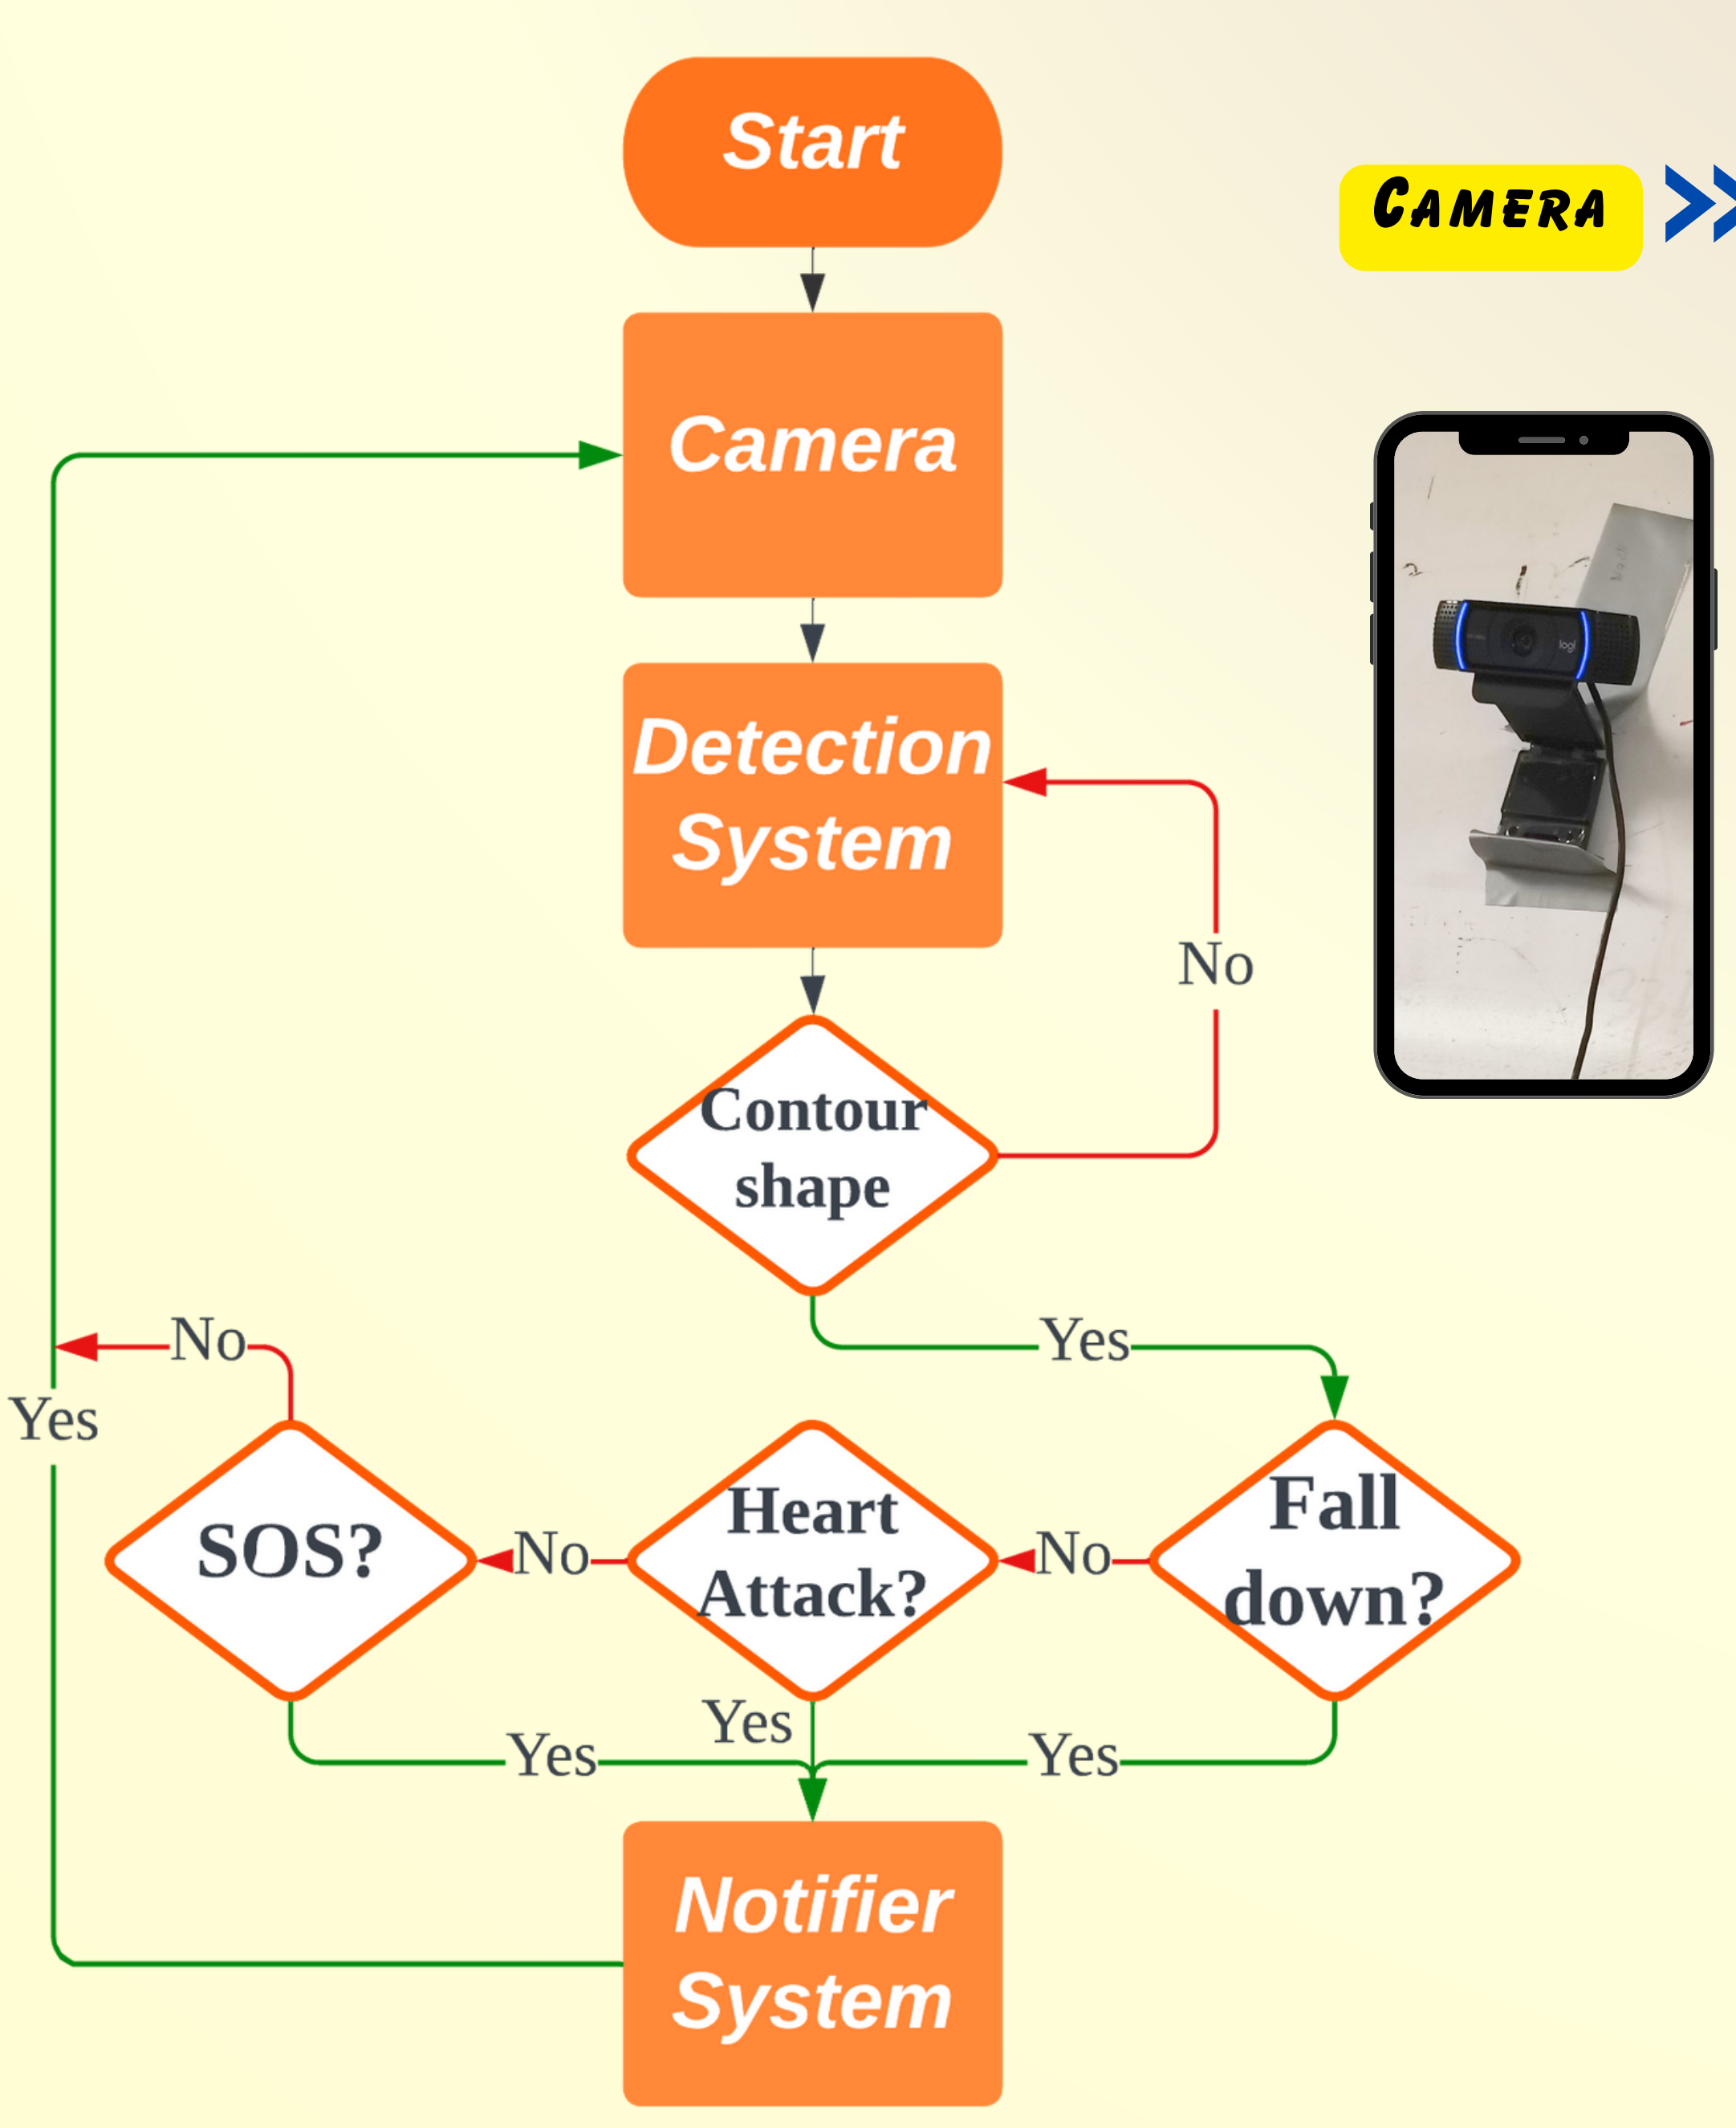 Start
Camera
Camera
logi
Detection
System
No
Contour
shape
Yes
No
Yes
SOS?
No
Heart
Attack?
No
Fall
down?
Yes
Yes
Yes
Notifier
System